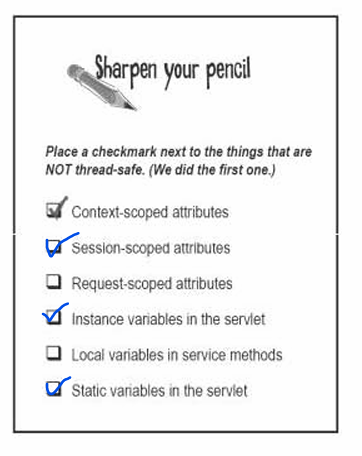 Sharpen your pencil
Place a checkmark next to the things that are
NOT thread-safe. (We did the first one.)
Context-scoped attributes
Session-scoped attributes
Request-scoped attributes
Instance variables in the servlet
Local variables in service methods
Static variables in the servlet